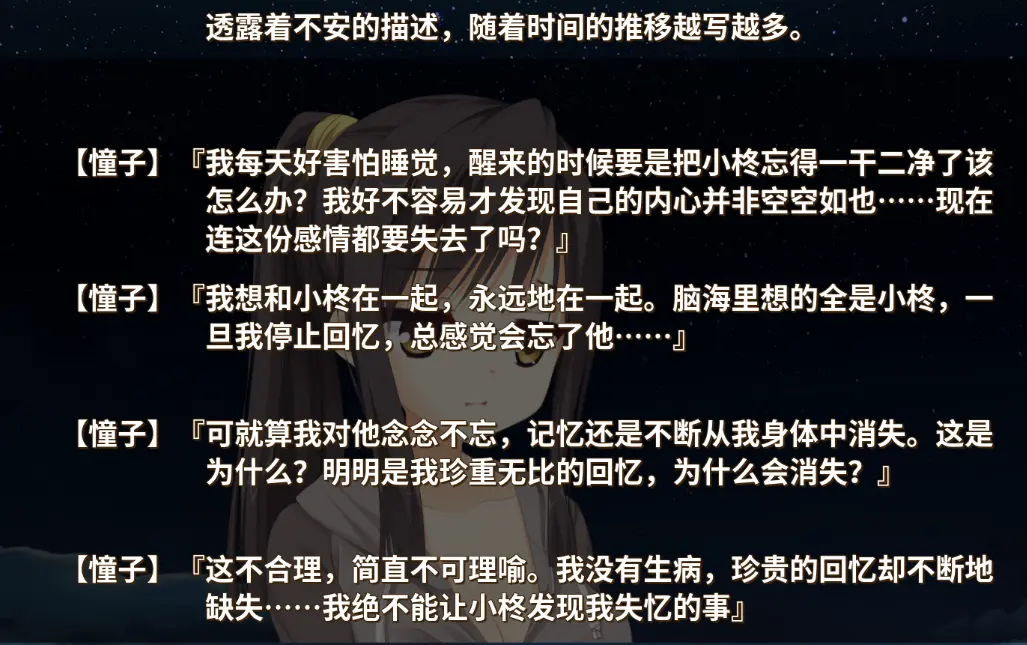 透露着不安的描述，随着时间的推移越写越多。
【憧子】『我每天好害怕睡觉，醒来的时候要是把小柊忘得一干二净了该
怎么办？我好不容易才发现自己的内心并非空空如也……现在
连这份感情都要失去了吗？』
【憧子】『我想和小柊在一起，永远地在一起。脑海里想的全是小柊，一
旦我停止回忆，总感觉会忘了他……』
【憧子】『可就算我对他念念不忘，记忆还是不断从我身体中消失。这是
为什么？明明是我珍重无比的回忆，为什么会消失？』
【憧子】『这不合理，简直不可理喻。我没有生病，珍贵的回忆却不断地
缺失……我绝不能让小柊发现我失忆的事』